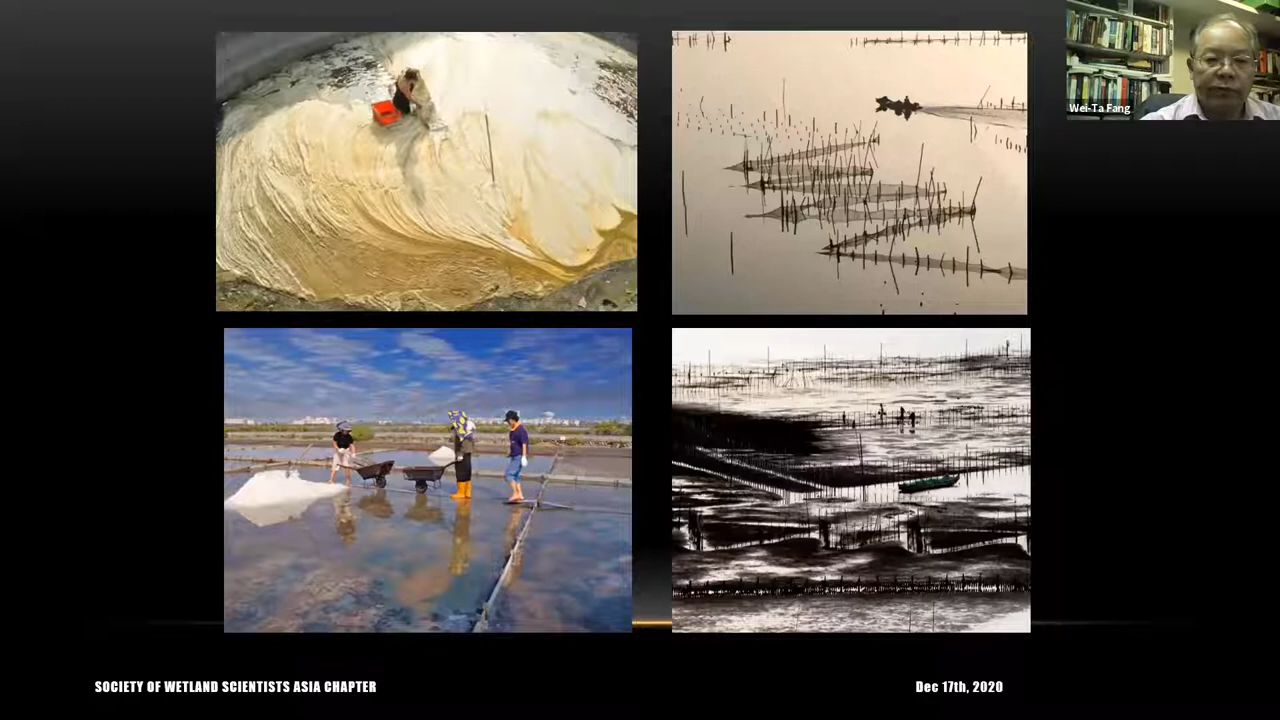 Wei-Ta Fang
SOCIETY OF WETLAND SCIENTISTS ASIA CHAPTER
Dec 17th, 2020